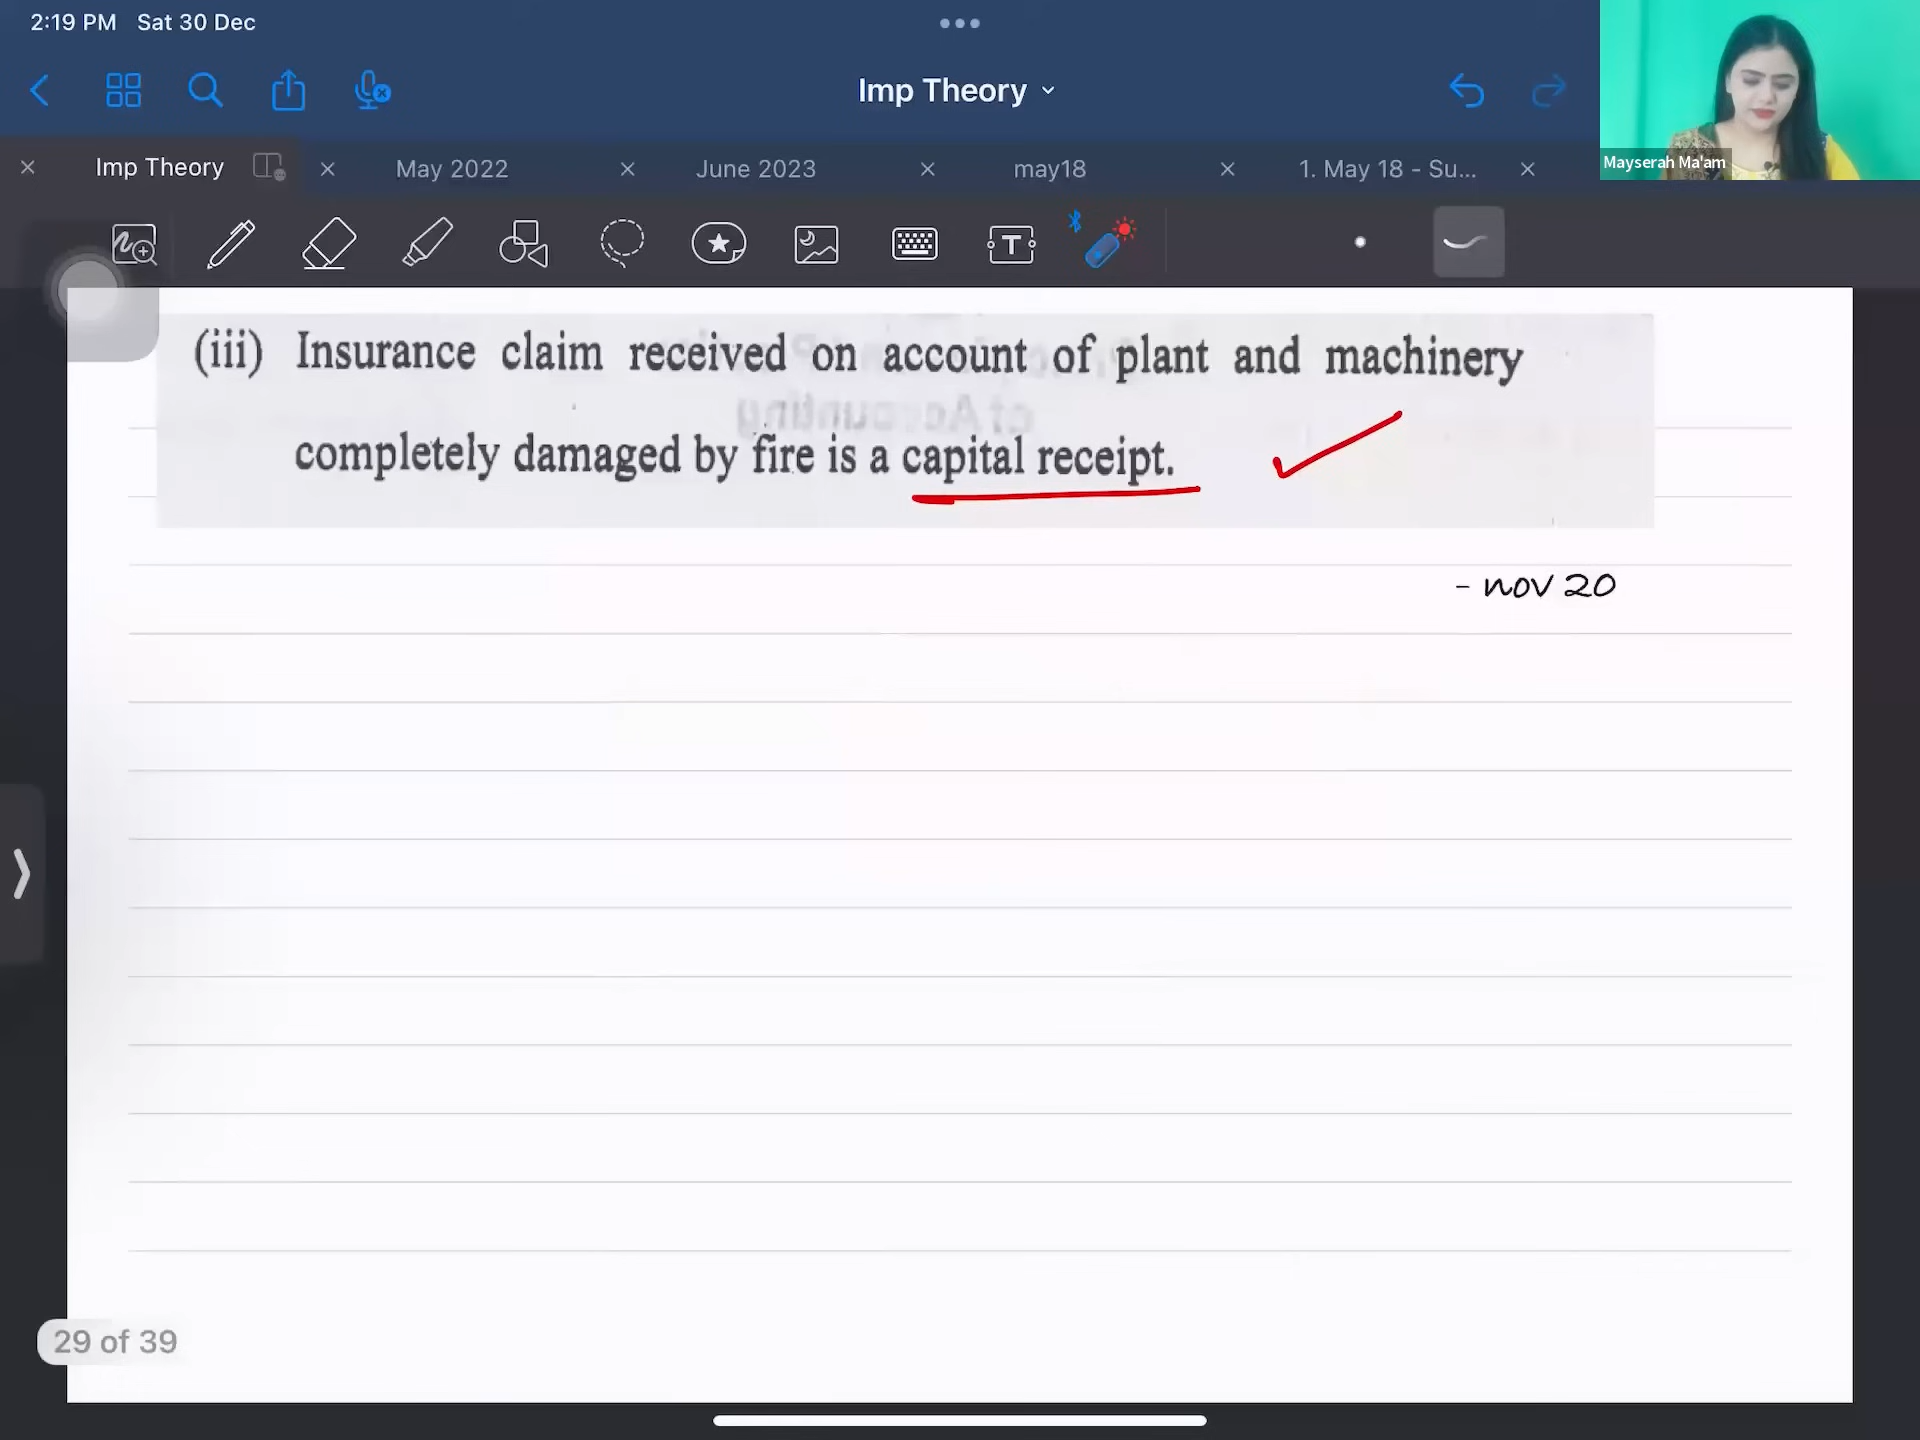 2:19 PM Sat 30 Dec
Imp Theory
Mayserah Ma'am
Imp Theory
May 2022
June 2023
may18
1. May 18 - Su...
T
(iii) Insurance claim received on account of plant and machinery
completely damaged by fire is a capital receipt.
- nov 20
29 of 39